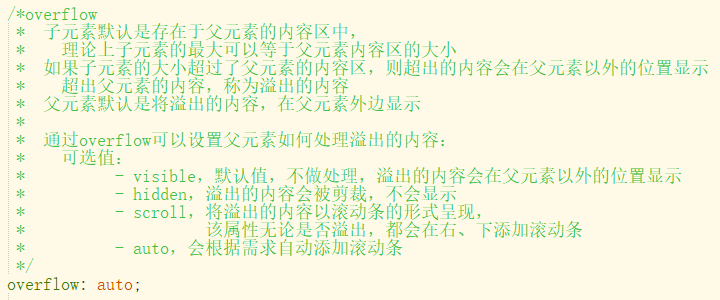 /*overflow
* 子元素默认是存在于父元素的内容区中，
* 理论上子元素的最大可以等于父元素内容区的大小
* 如果子元素的大小超过了父元素的内容区，则超出的内容会在父元素以外的位置显示
* 超出父元素的内容，称为溢出的内容
* 父元素默认是将溢出的内容，在父元素外边显示
*
* 通过overflow可以设置父元素如何处理溢出的内容：
* 可选值：
* - visible，默认值，不做处理，溢出的内容会在父元素以外的位置显示
* - hidden，溢出的内容会被剪裁，不会显示
* - scroll，将溢出的内容以滚动条的形式呈现，
* 该属性无论是否溢出，都会在右、下添加滚动条
* - auto，会根据需求自动添加滚动条
*/
overflow: auto;